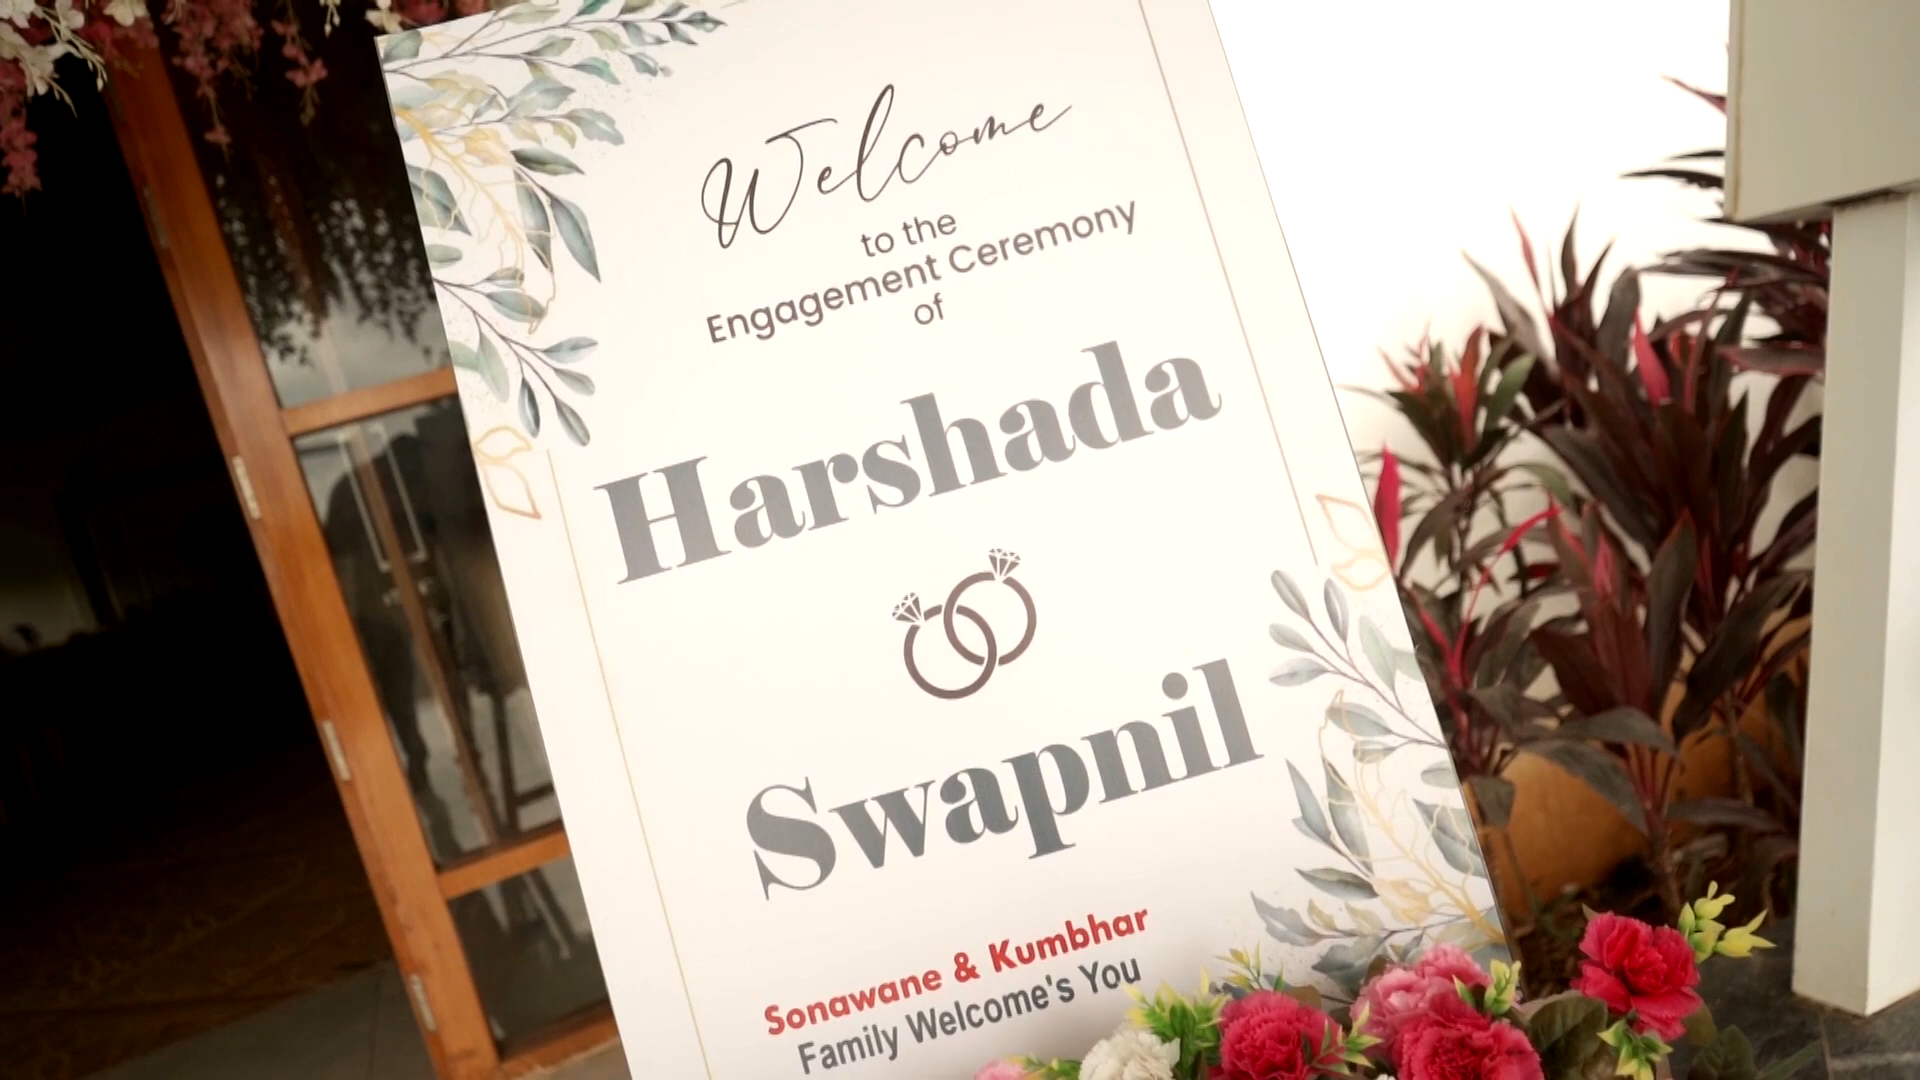 Welcome
to the
Engagement Ceremony
of
Harshada
Swapnil
Sonawane & Kumbhar
Family Welcome's You